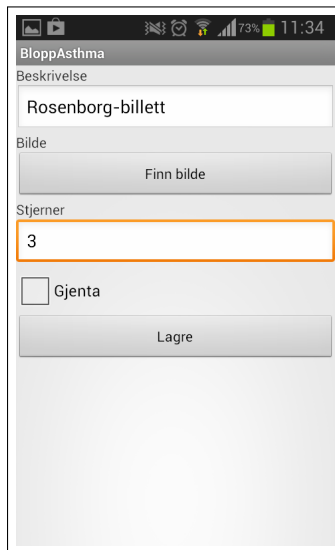 73% 11:34
BloppAsthma
Beskrivelse
Rosenborg-billett
Bilde
Finn bilde
Stjerner
3
Gjenta
Lagre